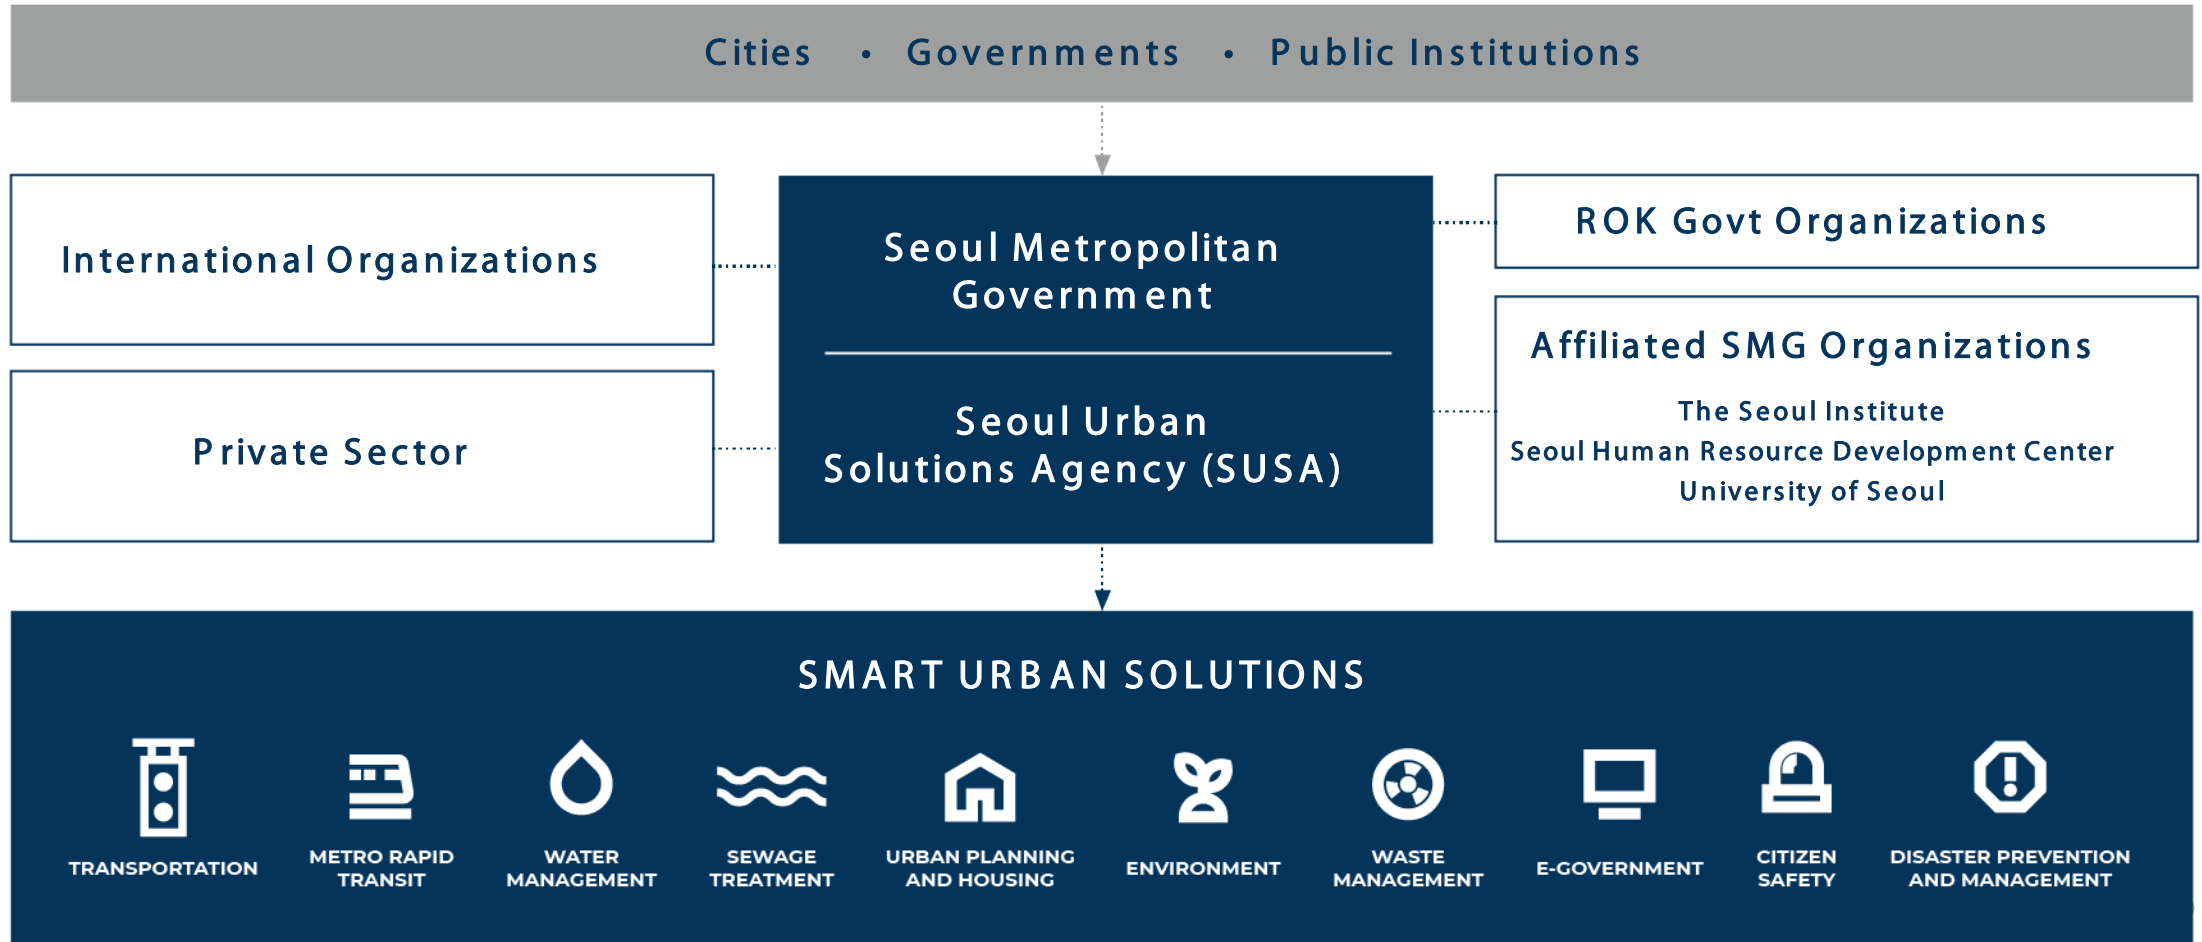 Cities • Governments • Public Institutions
International Organizations
Private Sector
Seoul Metropolitan
Government
Seoul Urban
Solutions Agency (SUSA)
ROK Govt Organizations
Affiliated SMG Organizations
The Seoul Institute
Seoul Human Resource Development Center
University of Seoul
SMART URBAN SOLUTIONS
TRANSPORTATION
METRO RAPID
TRANSIT
WATER
MANAGEMENT
SEWAGE
TREATMENT
URBAN PLANNING
AND HOUSING
ENVIRONMENT
WASTE
MANAGEMENT
E-GOVERNMENT
CITIZEN
SAFETY
DISASTER PREVENTION
AND MANAGEMENT